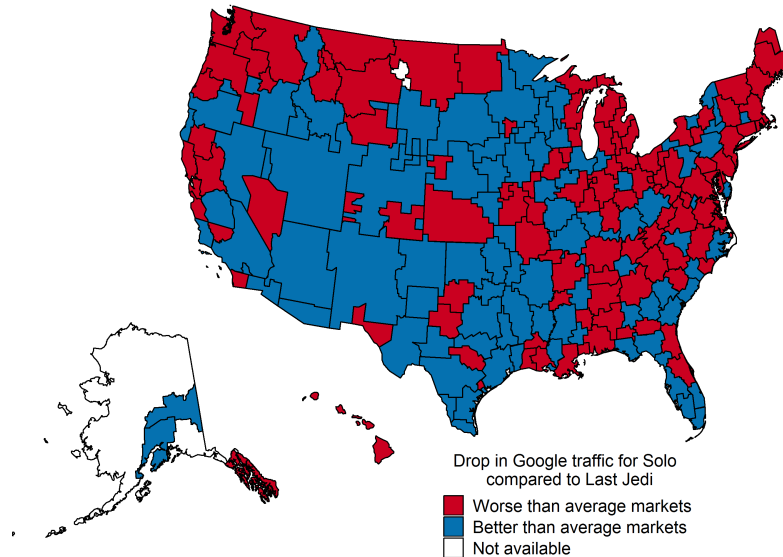 Drop in Google traffic for Solo
compared to Last Jedi
Worse than average markets
Better than average markets
Not available